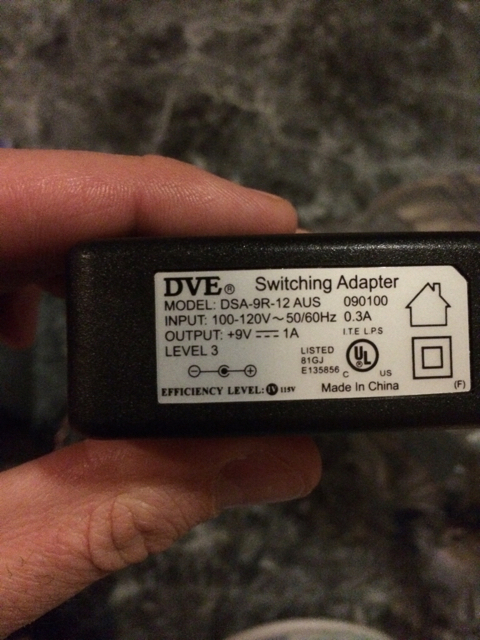 DVE® Switching Adapter
MODEL: DSA-9R-12 AUS 090100
INPUT: 100-120V~50/60Hz 0.3A
OUTPUT: +9V⎓1A
I.T.E L.P.S
LEVEL 3
LISTED
81GJ
E135856
C UL US
EFFICIENCY LEVEL: IV 115V
Made In China
(F)